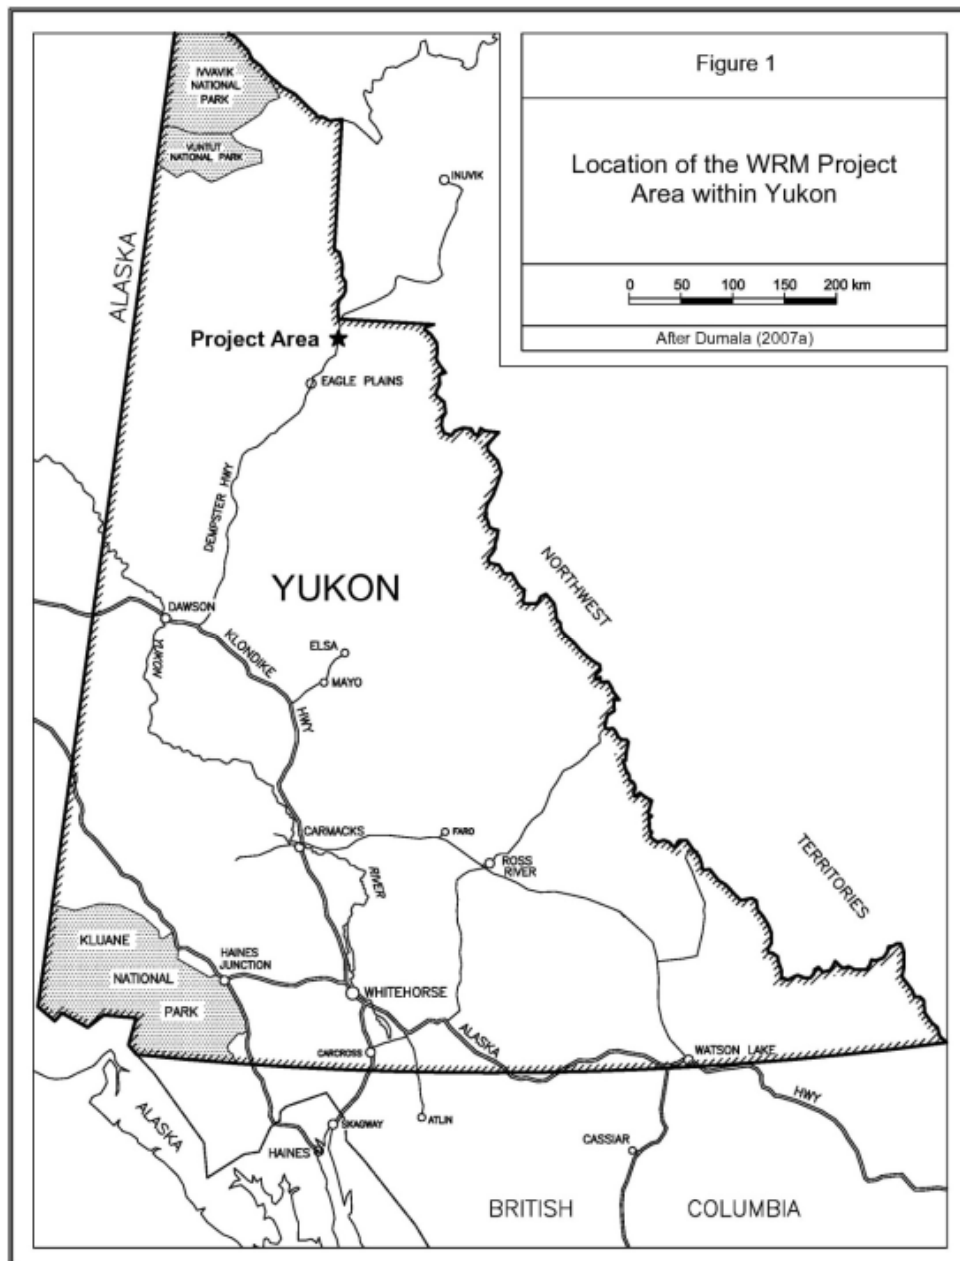 Figure 1
Location of the WRM Project
Area within Yukon
0 50 100 150 200 km
After Dumala (2007a)
IVVAVIK
NATIONAL
PARK
VUNTUT
NATIONAL PARK
INUVIK
ALASKA
Project Area
EAGLE PLAINS
DEMPSTER HWY
NORTHWEST
YUKON
DAWSON
KLONDIKE
ELSA
YUKON
MAYO
HWY
CARMACKS
FARO
ROSS
RIVER
RIVER
TERRITORIES
KLUANE
HAINES
JUNCTION
NATIONAL
WHITEHORSE
PARK
ALASKA
CARCROSS
WATSON LAKE
HWY
ALASKA
SKAGWAY
ATLIN
HAINES
CASSIAR
BRITISH COLUMBIA